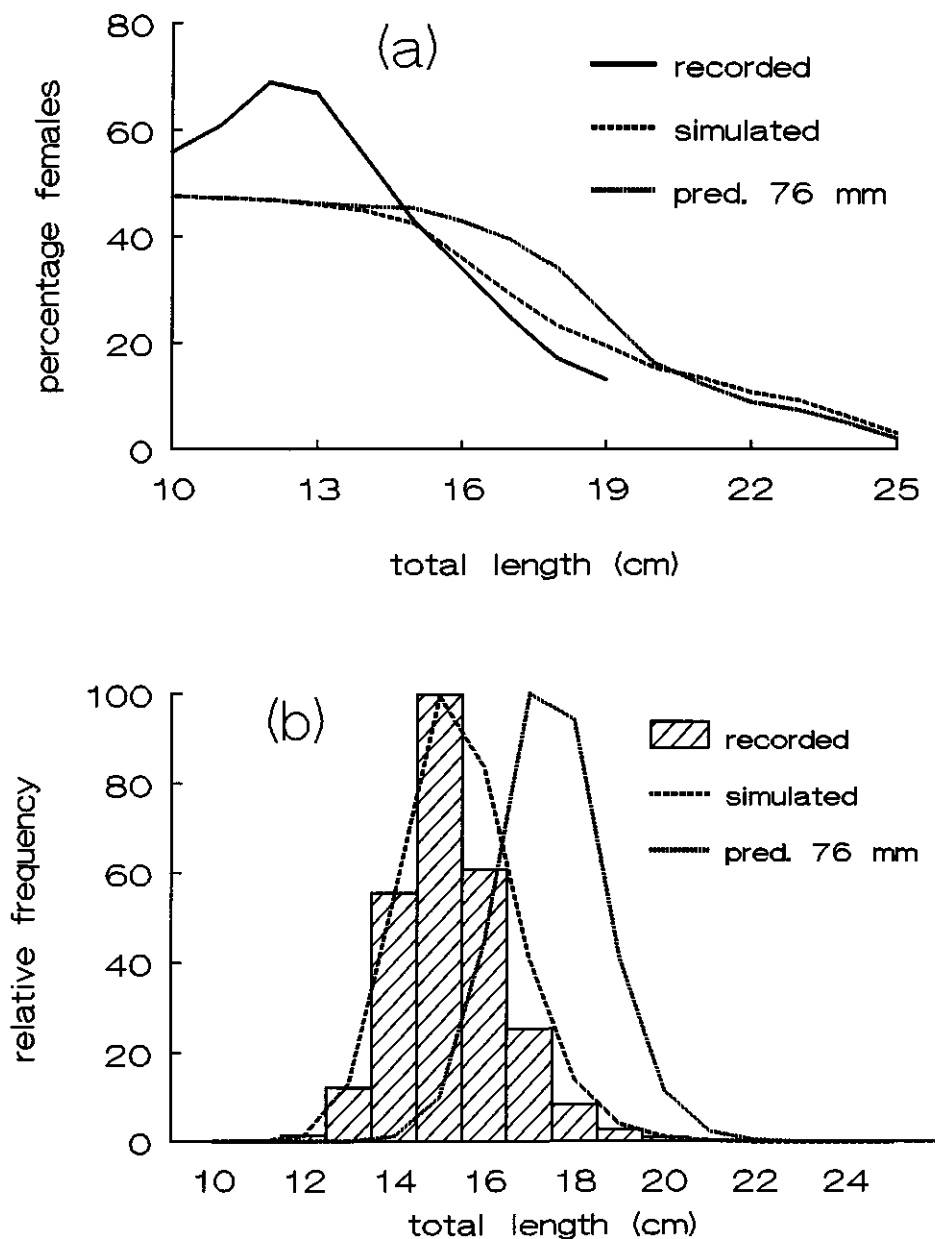 (a)
80
60
40
20
0
percentage females
recorded
simulated
pred. 76 mm
10 13 16 19 22 25
total length (cm)
(b)
100
80
60
40
20
0
relative frequency
recorded
simulated
pred. 76 mm
10 12 14 16 18 20 22 24
total length (cm)